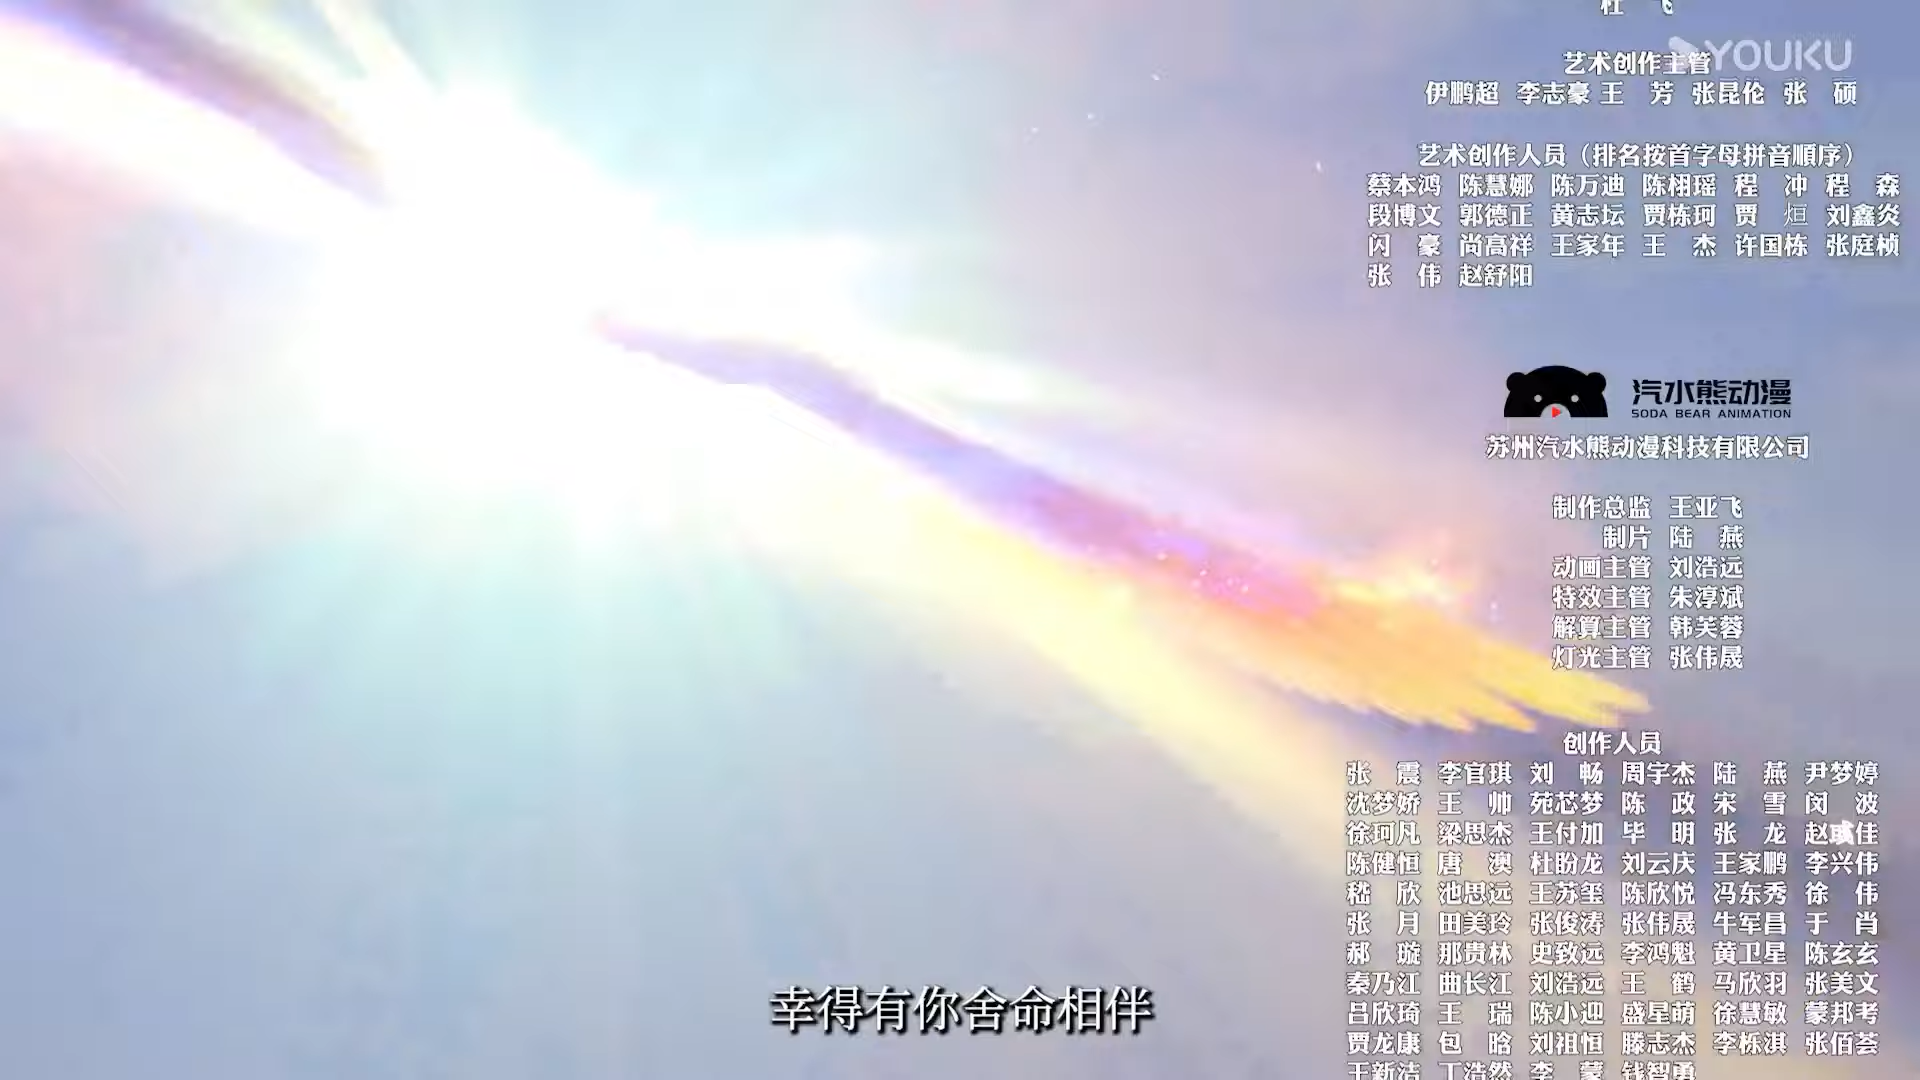 杜 飞
YOUKU
艺术创作主管
伊鹏超 李志豪 王 芳 张昆伦 张 硕
艺术创作人员（排名按首字母拼音順序）
蔡本鸿 陈慧娜 陈万迪 陈栩瑶 程 冲 程 森
段博文 郭德正 黄志坛 贾栋珂 贾 烜 刘鑫炎
闪 豪 尚高祥 王家年 王 杰 许国栋 张庭桢
张 伟 赵舒阳
汽水熊动漫
SODA BEAR ANIMATION
苏州汽水熊动漫科技有限公司
制作总监 王亚飞
制片 陆 燕
动画主管 刘浩远
特效主管 朱淳斌
解算主管 韩芙蓉
灯光主管 张伟晟
创作人员
张 震 李官琪 刘 畅 周宇杰 陆 燕 尹梦婷
沈梦娇 王 帅 苑芯梦 陈 政 宋 雪 闵 波
徐珂凡 梁思杰 王付加 毕 明 张 龙
陈健恒 唐 澳 杜盼龙 刘云庆 王家鹏 李兴伟
嵇 欣 池思远 王苏玺 陈欣悦 冯东秀 徐 伟
张 月 田美玲 张俊涛 张伟晟 牛军昌 于 肖
郝 璇 那贵林 史致远 李鸿魁 黄卫星 陈玄玄
秦乃江 曲长江 刘浩远 王 鹤 马欣羽 张美文
吕欣琦 王 瑞 陈小迎 盛星萌 徐慧敏 蒙邦考
贾龙康 包 晗 刘祖恒 滕志杰 李栋淇 张佰荟
王新洁 丁浩然 李 蒙 钱智勇
幸得有你舍命相伴